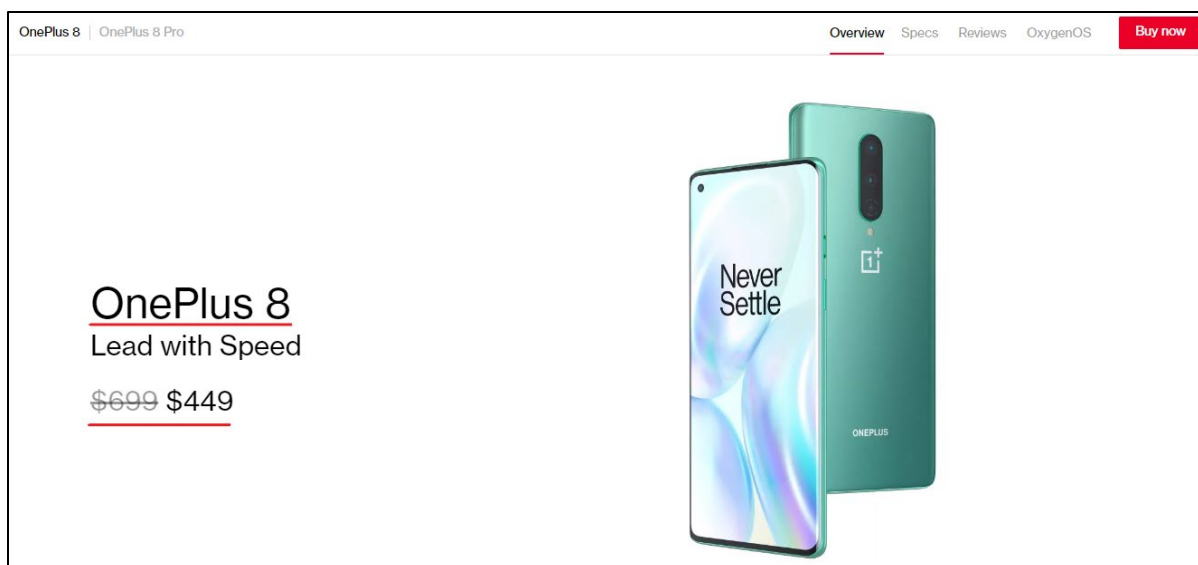 OnePlus 8 | OnePlus 8 Pro
Overview Specs Reviews OxygenOS Buy now
Never
Settle
1+
ONEPLUS
OnePlus 8
Lead with Speed
$699 $449